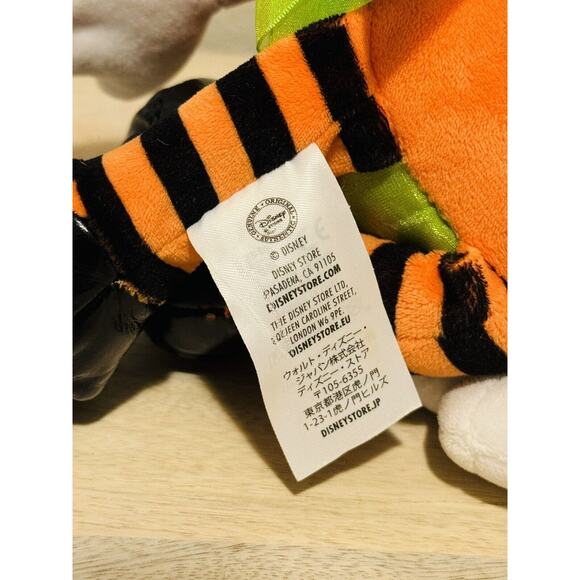 GENUINE · ORIGINAL
Disney
STORE
AUTHENTIC
© DISNEY
DISNEY STORE
PASADENA, CA 91105
DISNEYSTORE.COM
THE DISNEY STORE LTD,
3 QUEEN CAROLINE STREET,
LONDON W6 9PE.
DISNEYSTORE.EU
ウォルト・ディズニー・
ジャパン株式会社
ディズニー・ストア
〒105-6355
東京都港区虎ノ門
1-23-1虎ノ門ヒルズ
DISNEYSTORE.JP